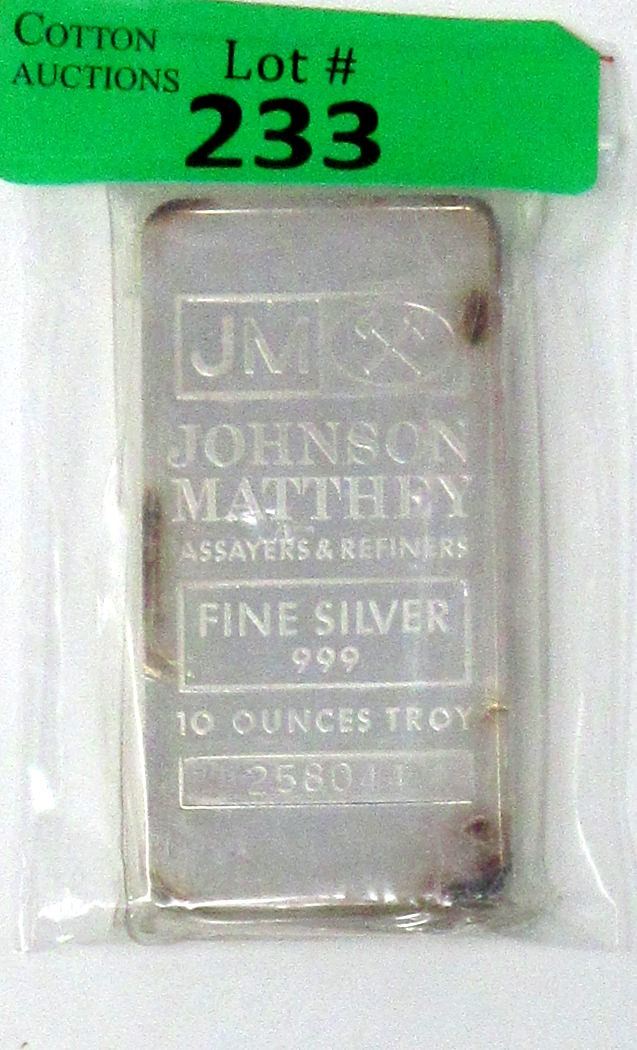 COTTON
AUCTIONS
Lot #
233
JM
JOHNSON
MATTHEY
ASSAYERS & REFINERS
FINE SILVER
999
10 OUNCES TROY